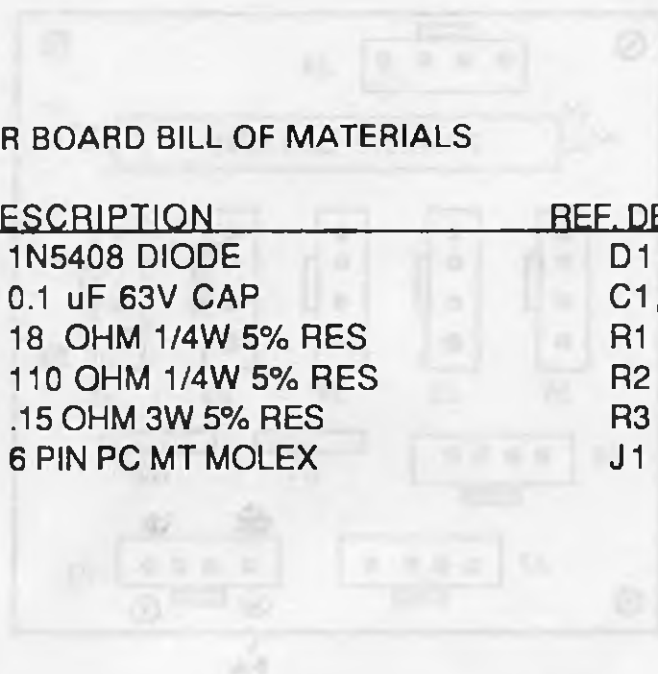 R BOARD BILL OF MATERIALS
ESCRIPTION REF. DE
1N5408 DIODE D1
0.1 uF 63V CAP C1,
18 OHM 1/4W 5% RES R1
110 OHM 1/4W 5% RES R2
.15 OHM 3W 5% RES R3
6 PIN PC MT MOLEX J1